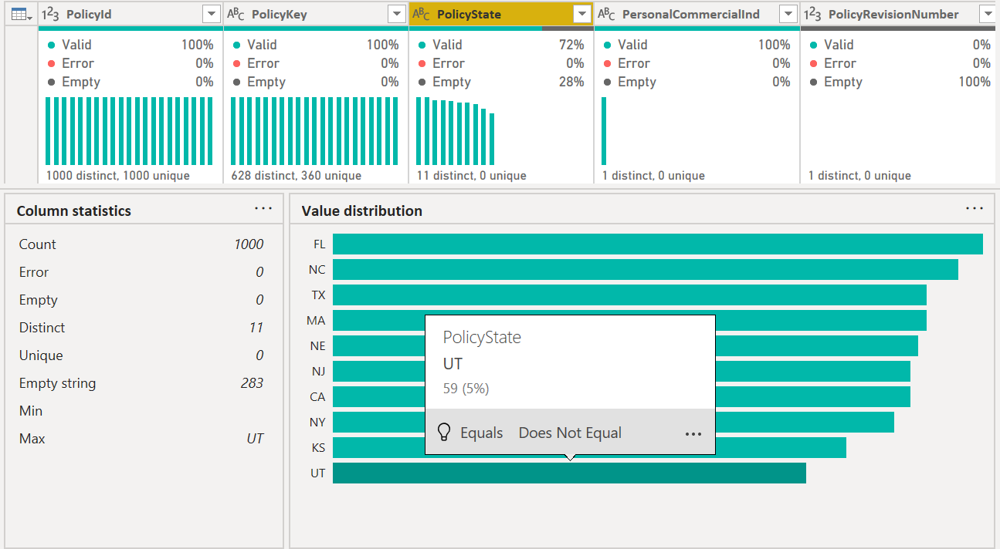 123 PolicyId ABC PolicyKey ABC PolicyState ABC PersonalCommercialInd 123 PolicyRevisionNumber
Valid 100% Valid 100% Valid 72% Valid 100% Valid 0%
Error 0% Error 0% Error 0% Error 0% Error 0%
Empty 0% Empty 0% Empty 28% Empty 0% Empty 100%
1000 distinct, 1000 unique 628 distinct, 360 unique 11 distinct, 0 unique 1 distinct, 0 unique 1 distinct, 0 unique
Column statistics ...
Count 1000
Error 0
Empty 0
Distinct 11
Unique 0
Empty string 283
Min
Max UT
Value distribution ...
FL
NC
TX
MA
NE
NJ
CA
NY
KS
UT
PolicyState
UT
59 (5%)
Equals Does Not Equal ...